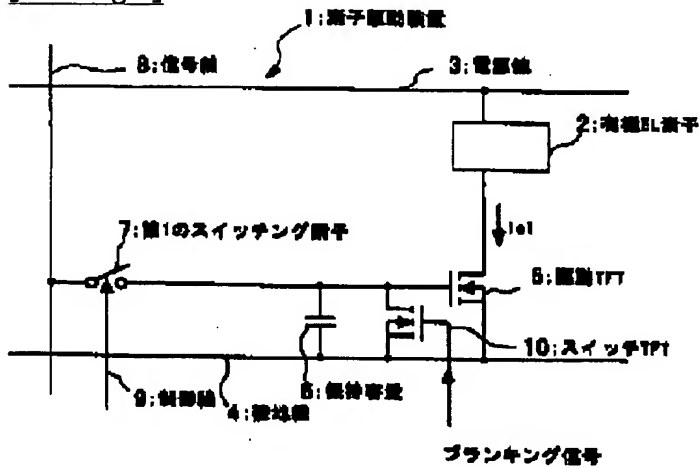 1:素子駆動装置
8:信号線
3:電源線
2:有機EL素子
7:第1のスイッチング素子
Iel
5:駆動TFT
10:スイッチTFT
6:保持容量
9:制御線
4:接地線
ブランキング信号